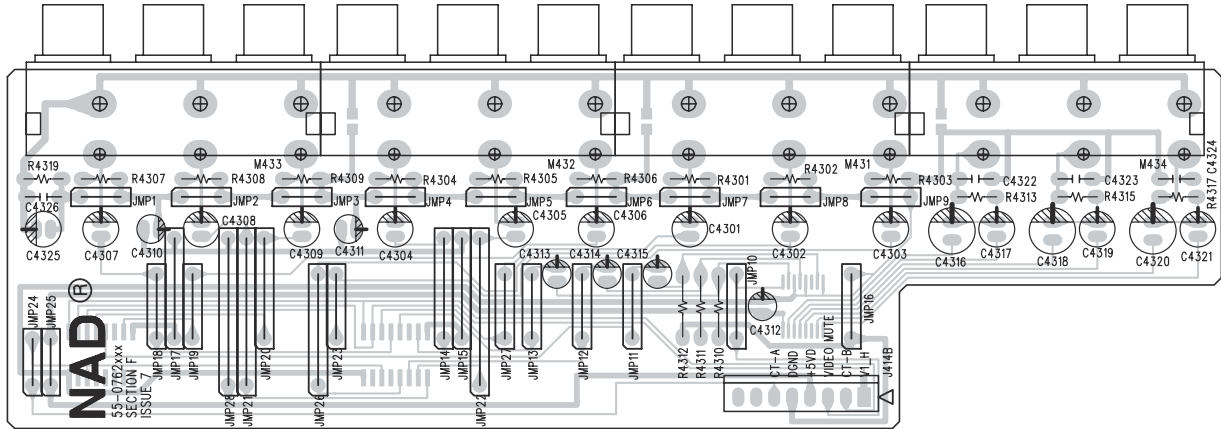 R4319
R4307
M433
R4308
R4309
R4304
M432
R4305
R4306
R4301
R4302
M431
R4303
C4322
R4313
C4323
R4315
M434
R4317
C4324
C4326
JMP1
JMP2
JMP3
JMP4
JMP5
JMP6
JMP7
JMP8
JMP9
C4325
C4307
C4310
C4308
C4309
C4311
C4304
C4305
C4306
C4301
C4302
C4303
C4316
C4317
C4318
C4319
C4320
C4321
C4313
C4314
C4315
JMP10
C4312
JMP16
JMP24
JMP25
NAD®
55-0762xxx
SECTION F
ISSUE 7
JMP18
JMP17
JMP19
JMP28
JMP21
JMP20
JMP26
JMP23
JMP14
JMP15
JMP22
JMP27
JMP13
JMP12
JMP11
R4312
R4311
R4310
CT-A
DGND
+5VD
VIDEO MUTE
CT-B
V1_H
J414B